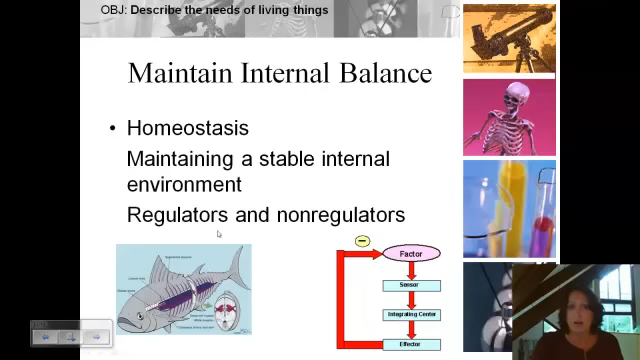 OBJ: Describe the needs of living things
Maintain Internal Balance
• Homeostasis
Maintaining a stable internal
environment
Regulators and nonregulators
Factor
Sensor
Integrating Center
Effector